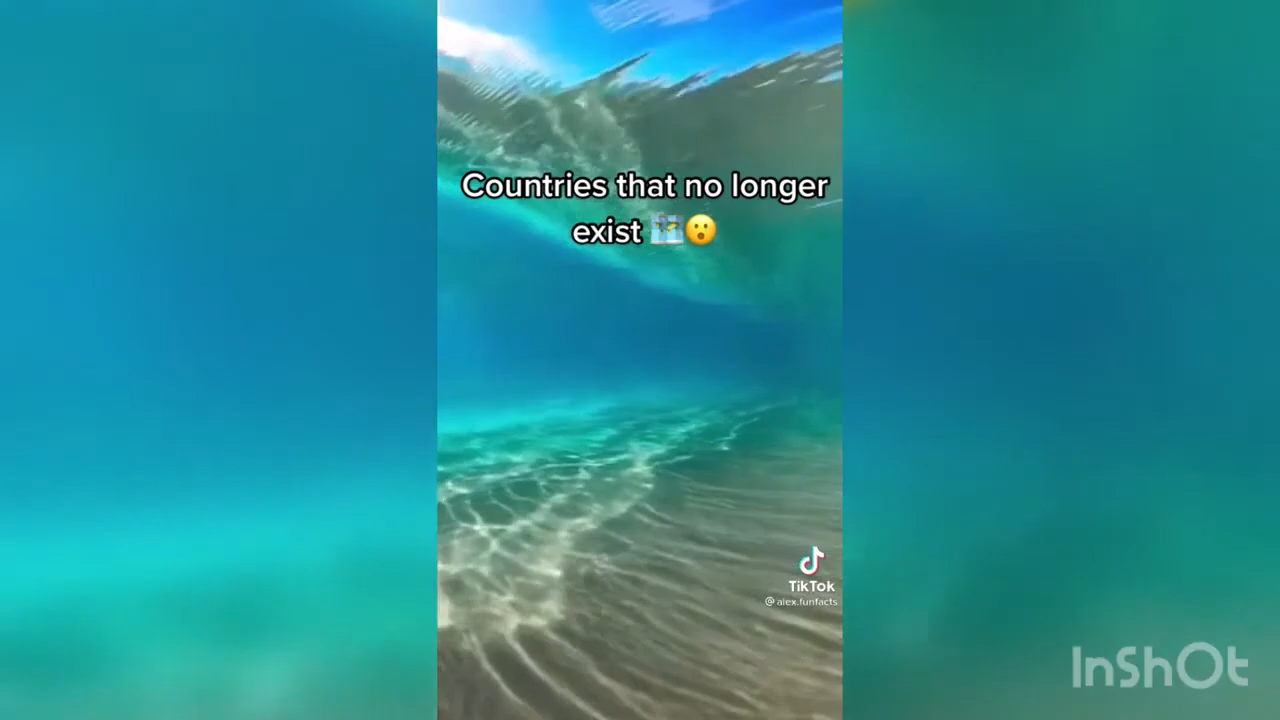 Countries that no longer
exist 🗺️😮
TikTok
@alex.funfacts
InShOt